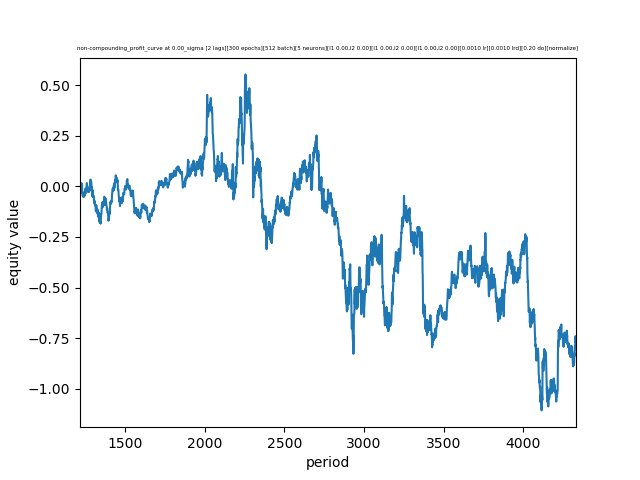 non-compounding_profit_curve at 0.00_sigma [2 lags][300 epochs][512 batch][5 neurons][l1 0.00,l2 0.00][l1 0.00,l2 0.00][l1 0.00,l2 0.00][0.0010 lr][0.0010 lrd][0.20 do][normalize]
0.50
0.25
0.00
−0.25
−0.50
−0.75
−1.00
equity value
1500 2000 2500 3000 3500 4000
period